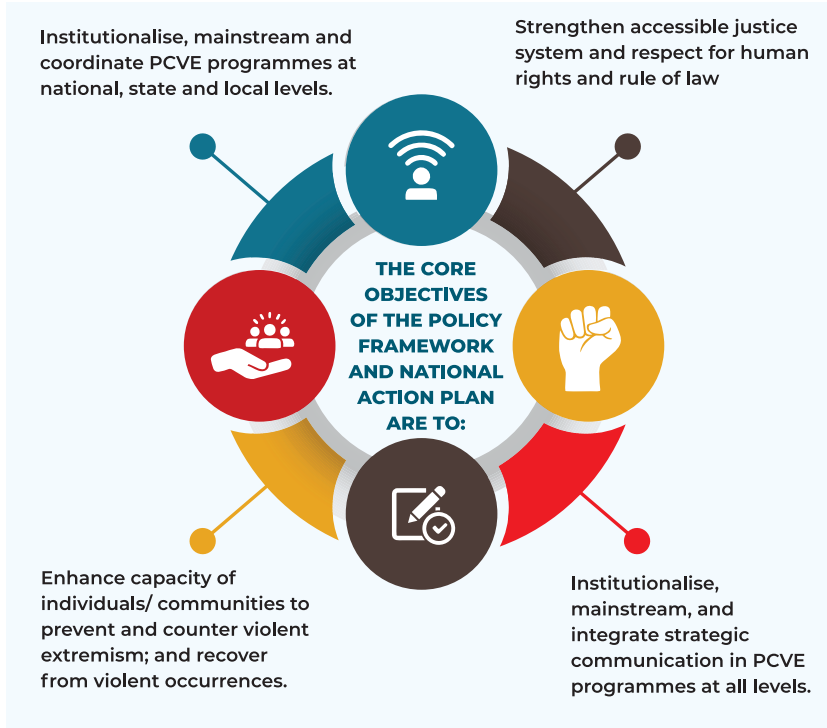 Institutionalise, mainstream and
coordinate PCVE programmes at
national, state and local levels.
Strengthen accessible justice
system and respect for human
rights and rule of law
THE CORE
OBJECTIVES
OF THE POLICY
FRAMEWORK
AND NATIONAL
ACTION PLAN
ARE TO:
Enhance capacity of
individuals/ communities to
prevent and counter violent
extremism; and recover
from violent occurrences.
Institutionalise,
mainstream, and
integrate strategic
communication in PCVE
programmes at all levels.